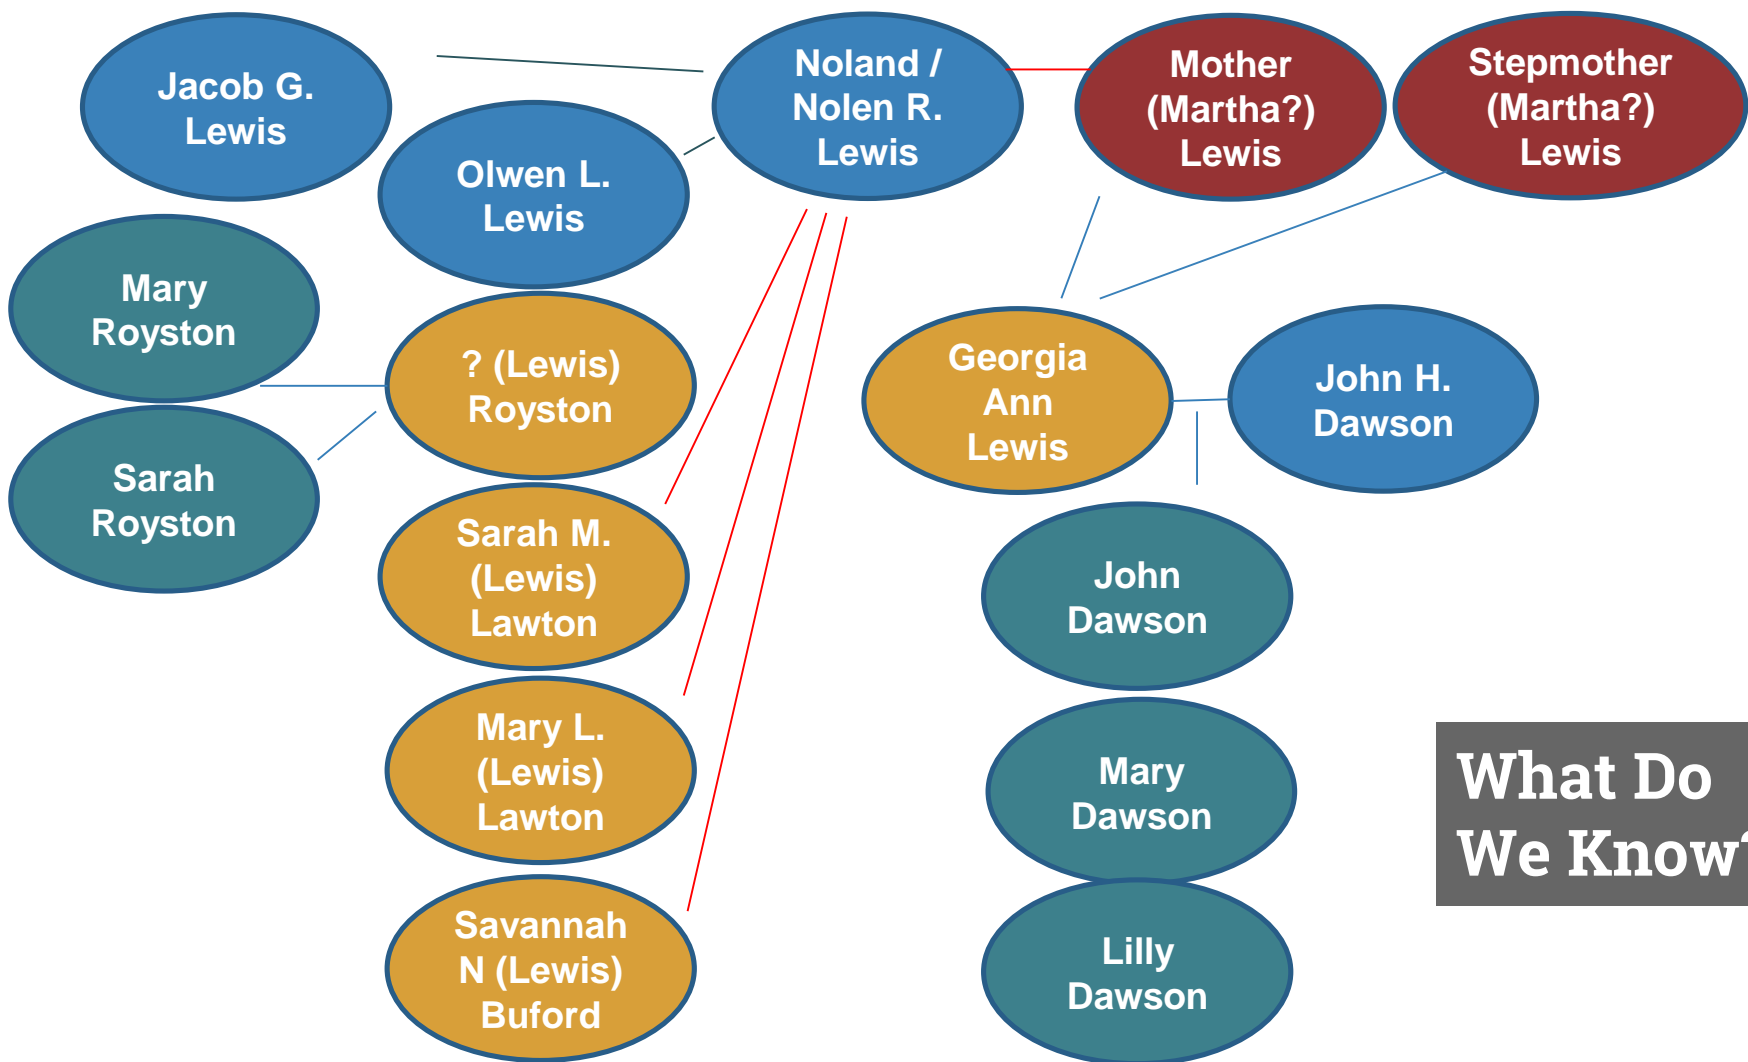 Jacob G.
Lewis
Noland /
Nolen R.
Lewis
Mother
(Martha?)
Lewis
Stepmother
(Martha?)
Lewis
Olwen L.
Lewis
Mary
Royston
? (Lewis)
Royston
Georgia
Ann
Lewis
John H.
Dawson
Sarah
Royston
Sarah M.
(Lewis)
Lawton
John
Dawson
Mary L.
(Lewis)
Lawton
Mary
Dawson
What Do
We Know?
Savannah
N (Lewis)
Buford
Lilly
Dawson